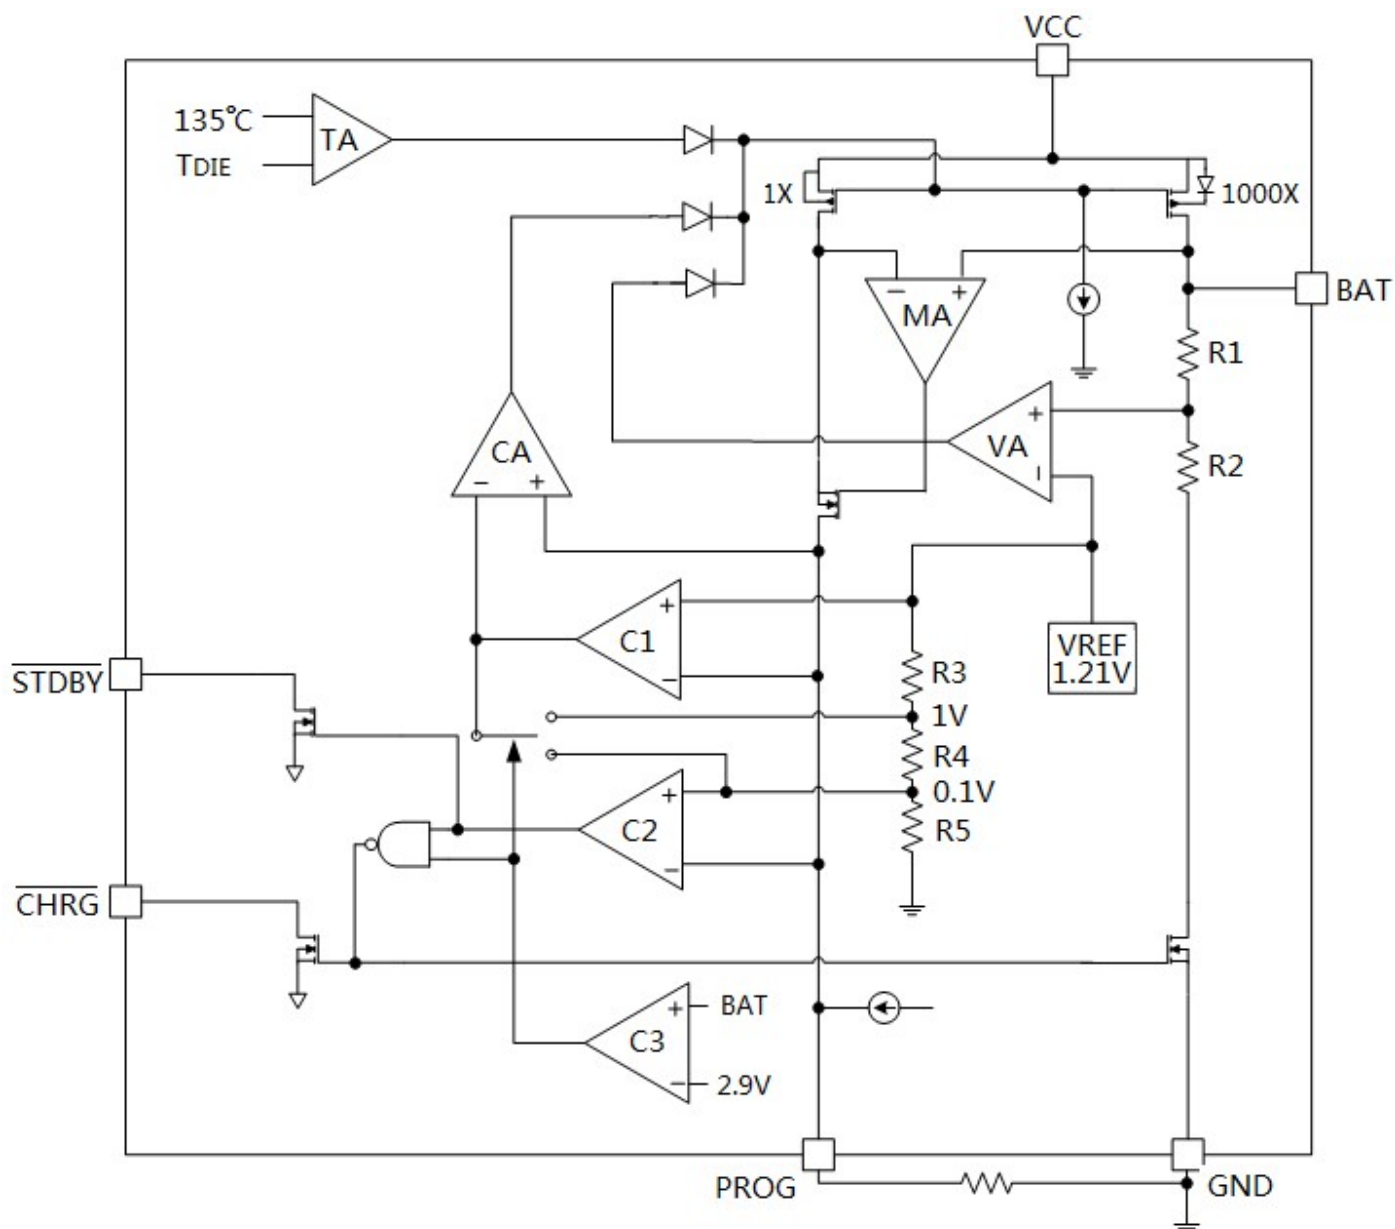 VCC
135℃
TA
TDIE
1X
1000X
− +
MA
BAT
R1
+
VA
−
R2
CA
− +
+
C1
−
VREF
1.21V
R3
STDBY
1V
R4
+
0.1V
C2
R5
−
CHRG
+
BAT
C3
−
2.9V
PROG
GND